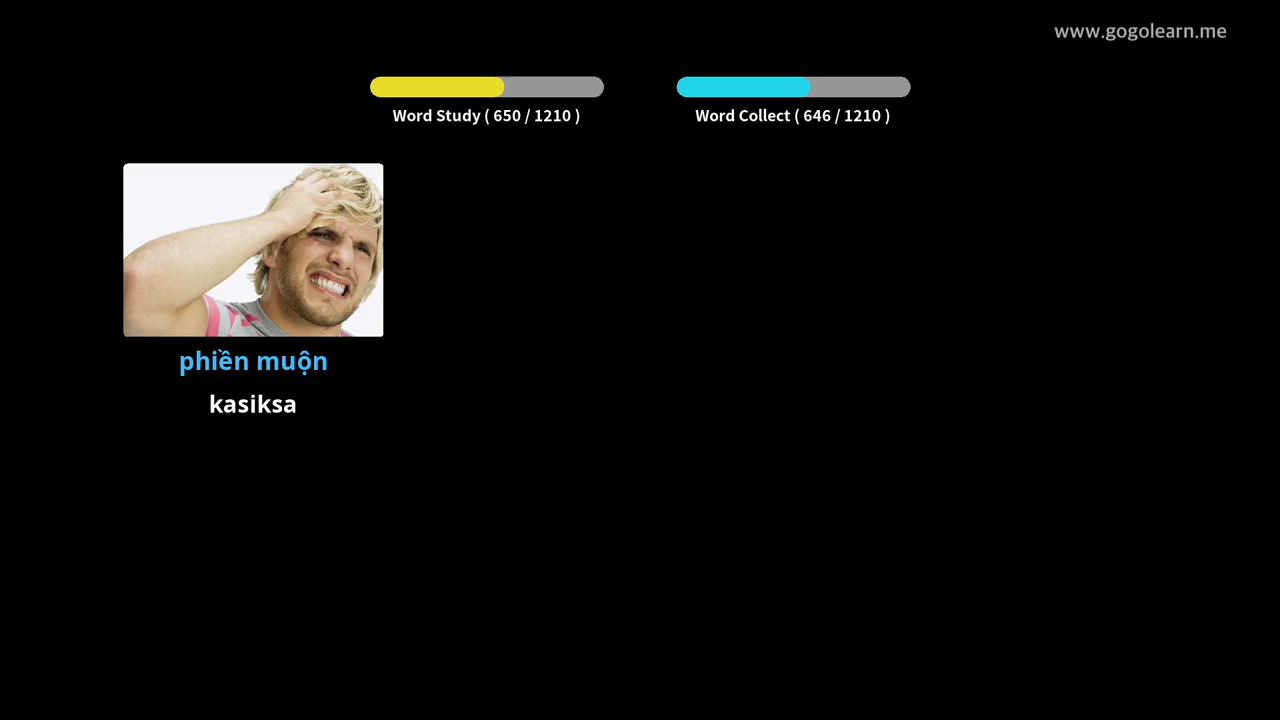 www.gogolearn.me
Word Study ( 650 / 1210 )
Word Collect ( 646 / 1210 )
phiền muộn
kasiksa